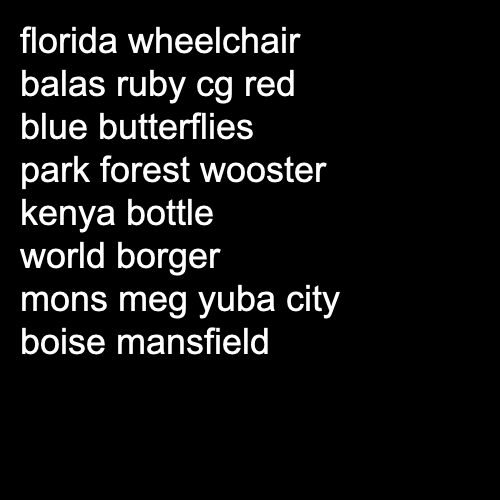 florida wheelchair
balas ruby cg red
blue butterflies
park forest wooster
kenya bottle
world borger
mons meg yuba city
boise mansfield